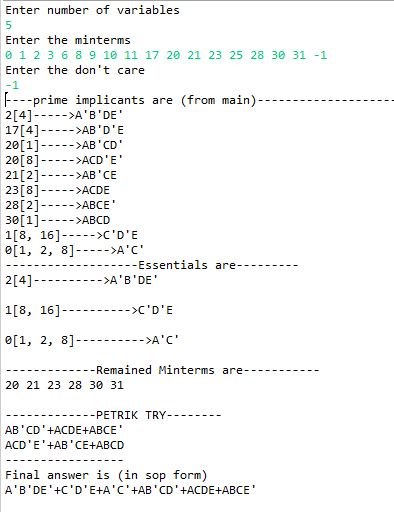 Enter number of variables
5
Enter the minterms
0 1 2 3 6 8 9 10 11 17 20 21 23 25 28 30 31 -1
Enter the don't care
-1
----prime implicants are (from main)--------------------
2[4]----->A'B'DE'
17[4]----->AB'D'E
20[1]----->AB'CD'
20[8]----->ACD'E'
21[2]----->AB'CE
23[8]----->ACDE
28[2]----->ABCE'
30[1]----->ABCD
1[8, 16]----->C'D'E
0[1, 2, 8]----->A'C'
-------------------Essentials are---------
2[4]---------->A'B'DE'
1[8, 16]---------->C'D'E
0[1, 2, 8]---------->A'C'
-------------Remained Minterms are-----------
20 21 23 28 30 31
-------------PETRIK TRY--------
AB'CD'+ACDE+ABCE'
ACD'E'+AB'CE+ABCD
-----------------
Final answer is (in sop form)
A'B'DE'+C'D'E+A'C'+AB'CD'+ACDE+ABCE'